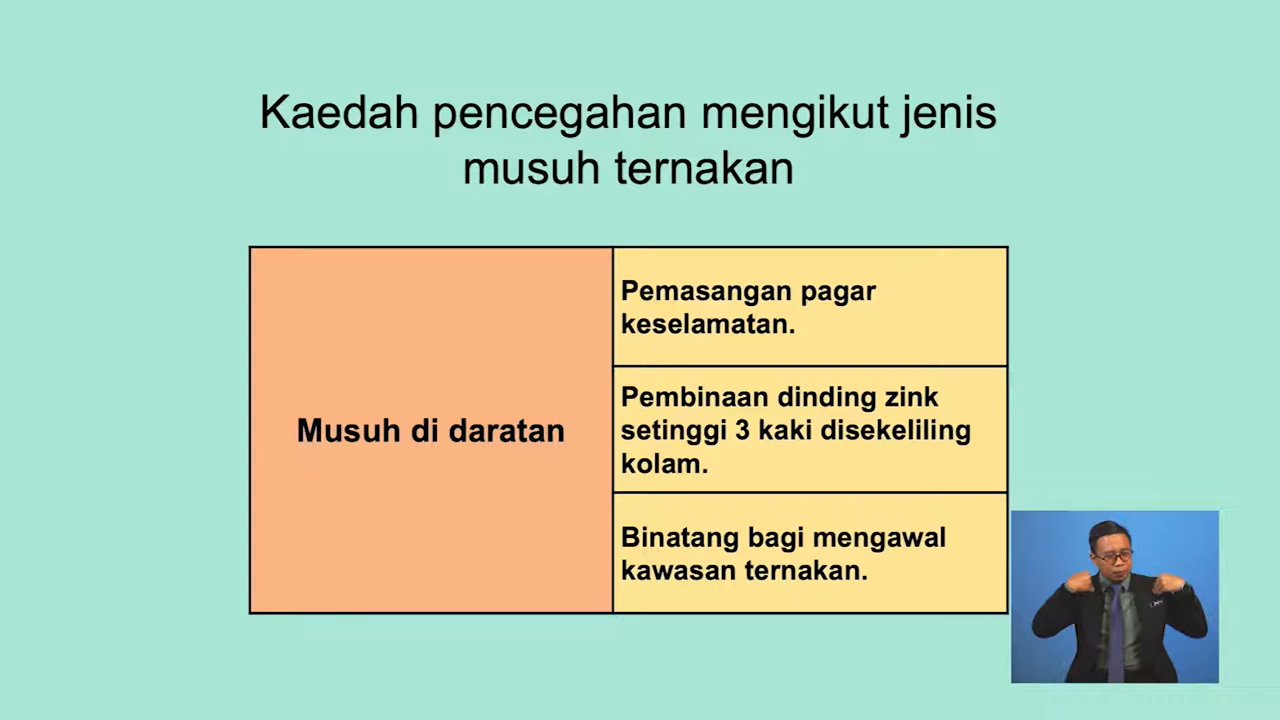 Kaedah pencegahan mengikut jenis
musuh ternakan
Musuh di daratan
Pemasangan pagar
keselamatan.
Pembinaan dinding zink
setinggi 3 kaki disekeliling
kolam.
Binatang bagi mengawal
kawasan ternakan.